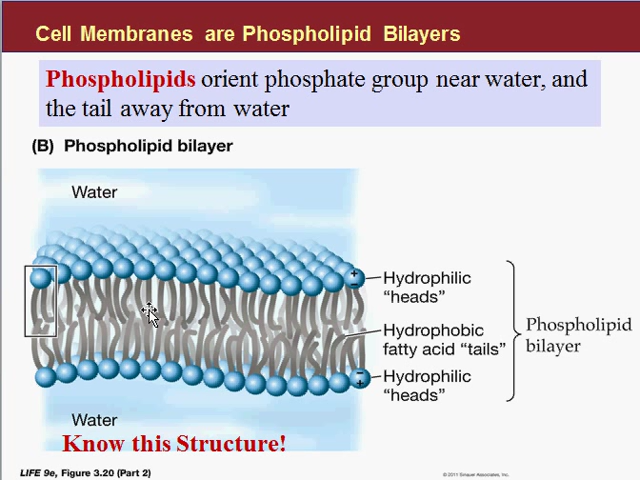 Cell Membranes are Phospholipid Bilayers
Phospholipids orient phosphate group near water, and
the tail away from water
(B) Phospholipid bilayer
Water
+
–
Hydrophilic
“heads”
Hydrophobic
fatty acid “tails”
Phospholipid
bilayer
–
+
Hydrophilic
“heads”
Water
Know this Structure!
LIFE 9e, Figure 3.20 (Part 2)
© 2011 Sinauer Associates, Inc.